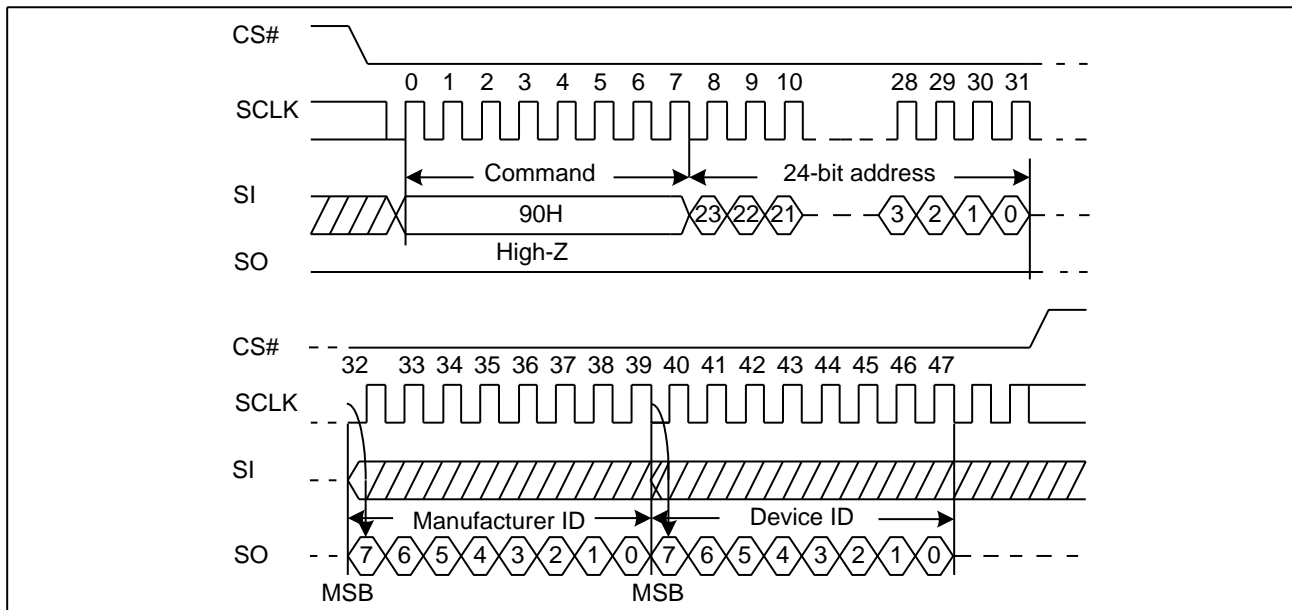 CS#
0 1 2 3 4 5 6 7 8 9 10 28 29 30 31
SCLK
Command 24-bit address
SI
90H 23 22 21 3 2 1 0
High-Z
SO
CS#
32 33 34 35 36 37 38 39 40 41 42 43 44 45 46 47
SCLK
SI
Manufacturer ID Device ID
SO 7 6 5 4 3 2 1 0 7 6 5 4 3 2 1 0
MSB MSB